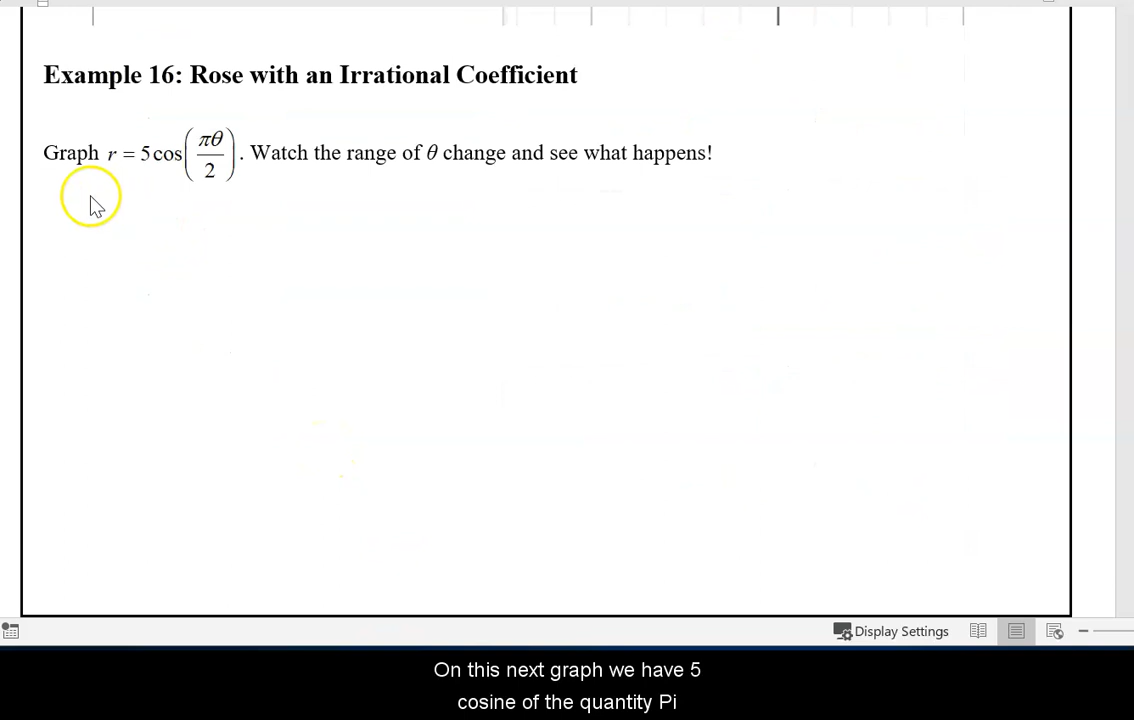 Example 16: Rose with an Irrational Coefficient
Graph r = 5cos(πθ/2). Watch the range of θ change and see what happens!
Display Settings
On this next graph we have 5
cosine of the quantity Pi